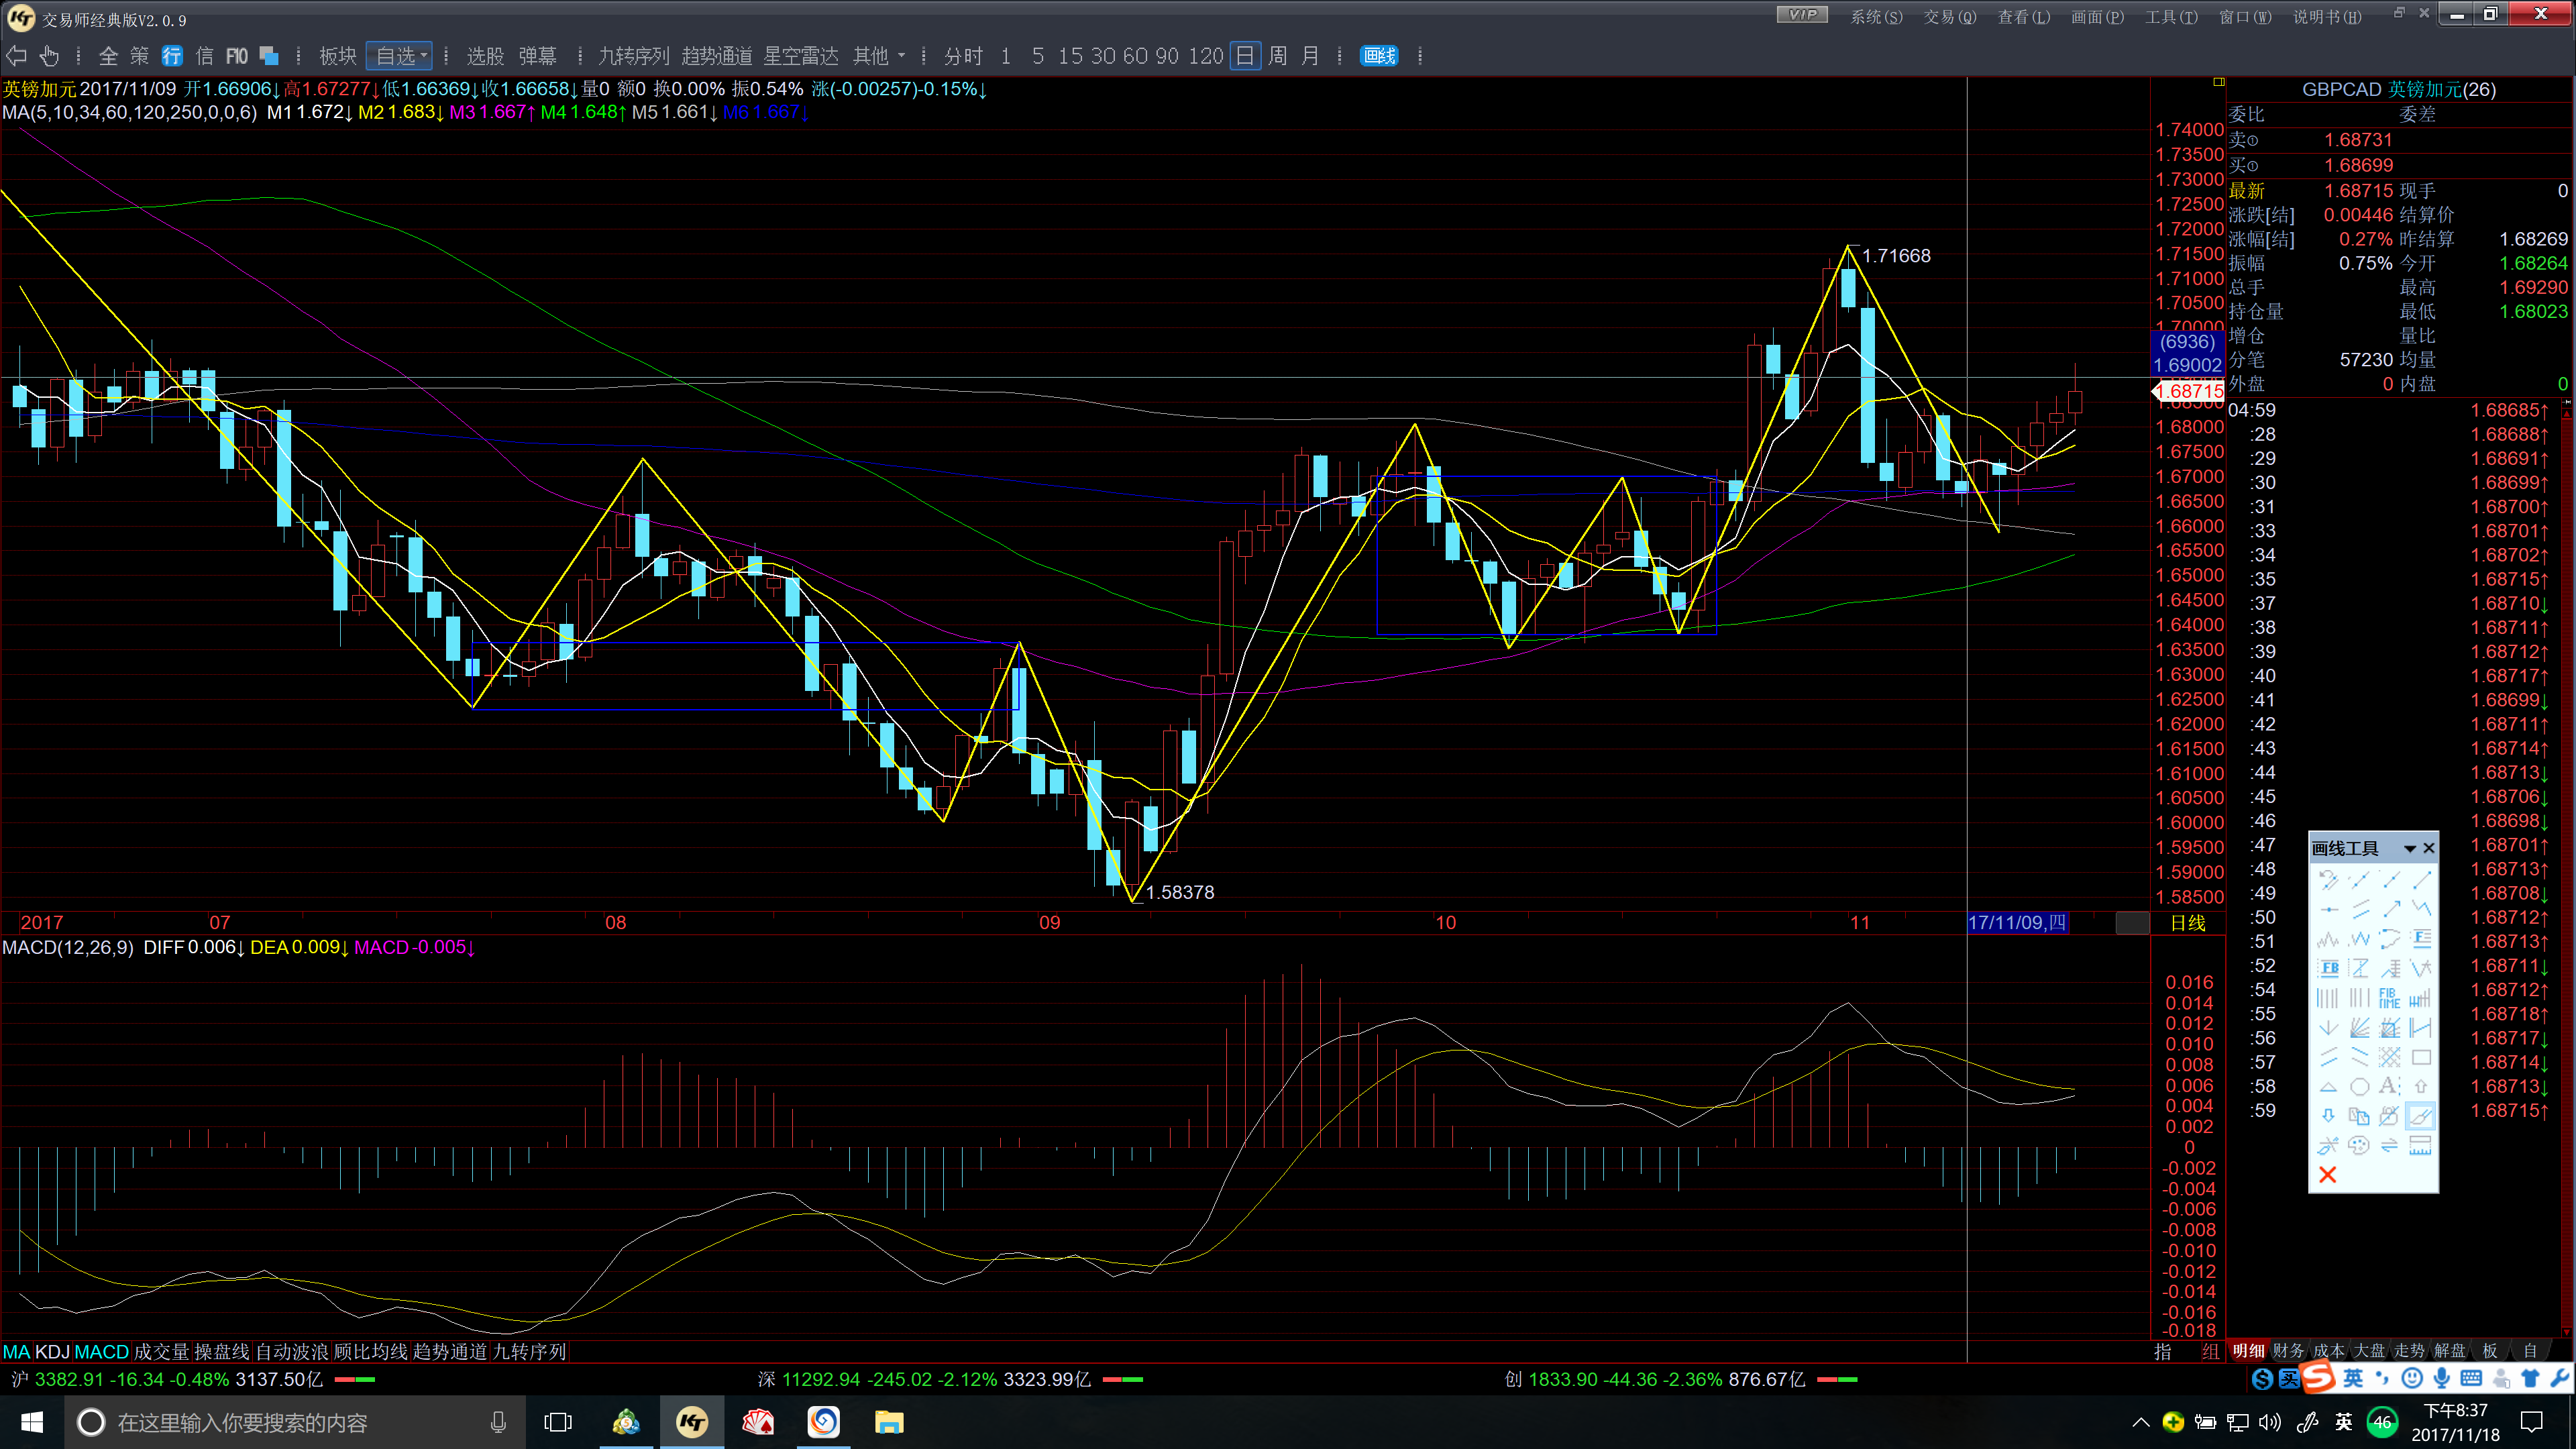 交易师经典版V2.0.9
VIP 系统(S) 交易(Q) 查看(L) 画面(P) 工具(T) 窗口(W) 说明书(H)
全 策 行 信 F10 板块 自选 选股 弹幕 九转序列 趋势通道 星空雷达 其他 分时 1 5 15 30 60 90 120 日 周 月 画线
英镑加元 2017/11/09 开1.66906↓高1.67277↓低1.66369↓收1.66658↓量0 额0 换0.00% 振0.54% 涨(-0.00257)-0.15%↓
MA(5,10,34,60,120,250,0,0,6) M1 1.672↓ M2 1.683↓ M3 1.667↑ M4 1.648↑ M5 1.661↓ M6 1.667↓
1.74000
1.73500
1.73000
1.72500
1.72000
1.71500
1.71000
1.70500
1.70000
(6936)
1.69002
1.68715
1.68500
1.68000
1.67500
1.67000
1.66500
1.66000
1.65500
1.65000
1.64500
1.64000
1.63500
1.63000
1.62500
1.62000
1.61500
1.61000
1.60500
1.60000
1.59500
1.59000
1.58500
1.71668
1.58378
2017 07 08 09 10 11 17/11/09,四 日线
MACD(12,26,9) DIFF 0.006↓ DEA 0.009↓ MACD -0.005↓
0.016
0.014
0.012
0.010
0.008
0.006
0.004
0.002
0
-0.002
-0.004
-0.006
-0.008
-0.010
-0.012
-0.014
-0.016
-0.018
MA KDJ MACD 成交量 操盘线 自动波浪 顾比均线 趋势通道 九转序列
指 组
GBPCAD 英镑加元(26)
委比 委差
卖① 1.68731
买① 1.68699
最新 1.68715 现手 0
涨跌[结] 0.00446 结算价
涨幅[结] 0.27% 昨结算 1.68269
振幅 0.75% 今开 1.68264
总手 最高 1.69290
持仓量 最低 1.68023
增仓 量比
分笔 57230 均量
外盘 0 内盘 0
04:59 1.68685↑
:28 1.68688↑
:29 1.68691↑
:30 1.68699↑
:31 1.68700↑
:33 1.68701↑
:34 1.68702↑
:35 1.68715↑
:37 1.68710↓
:38 1.68711↑
:39 1.68712↑
:40 1.68717↑
:41 1.68699↓
:42 1.68711↑
:43 1.68714↑
:44 1.68713↓
:45 1.68706↓
:46 1.68698↓
:47 1.68701↑
:48 1.68713↑
:49 1.68708↓
:50 1.68712↑
:51 1.68713↑
:52 1.68711↓
:54 1.68712↑
:55 1.68718↑
:56 1.68717↓
:57 1.68714↓
:58 1.68713↓
:59 1.68715↑
画线工具
FB
FIB TIME
明细 财务 成本 大盘 走势 解盘 板 自
沪 3382.91 -16.34 -0.48% 3137.50亿
深 11292.94 -245.02 -2.12% 3323.99亿
创 1833.90 -44.36 -2.36% 876.67亿
英
在这里输入你要搜索的内容
英 46
下午8:37
2017/11/18